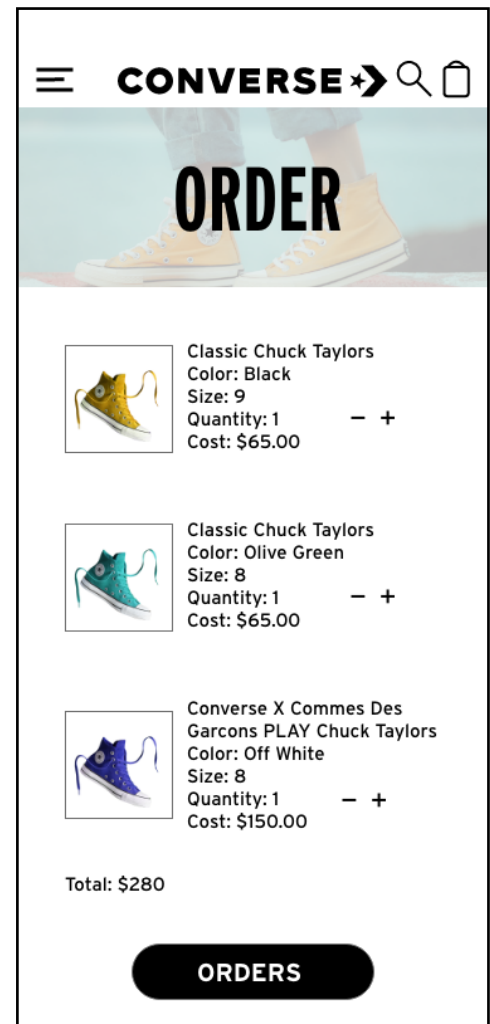 CONVERSE
ORDER
Classic Chuck Taylors
Color: Black
Size: 9
Quantity: 1 − +
Cost: $65.00
Classic Chuck Taylors
Color: Olive Green
Size: 8
Quantity: 1 − +
Cost: $65.00
Converse X Commes Des
Garcons PLAY Chuck Taylors
Color: Off White
Size: 8
Quantity: 1 − +
Cost: $150.00
Total: $280
ORDERS